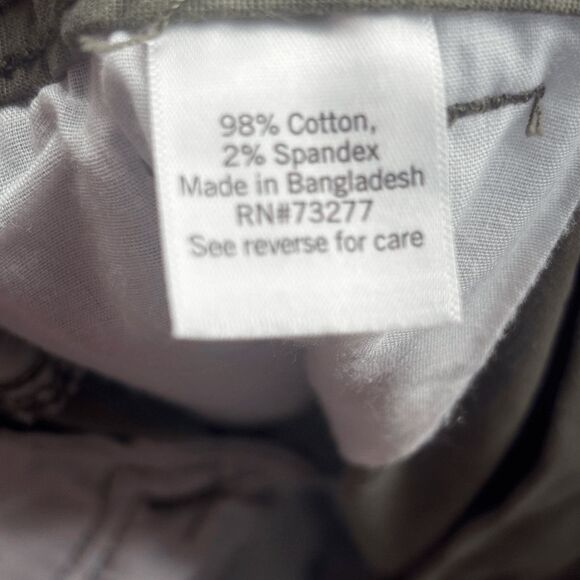 98% Cotton,
2% Spandex
Made in Bangladesh
RN#73277
See reverse for care